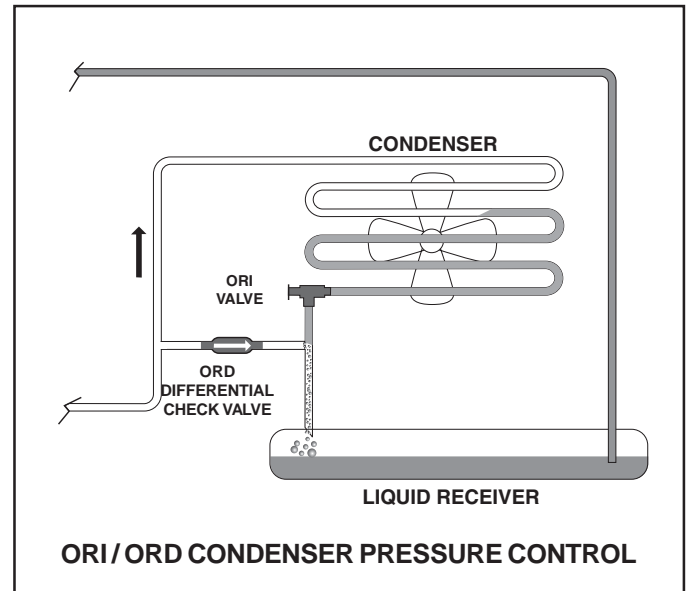 CONDENSER
ORI
VALVE
ORD
DIFFERENTIAL
CHECK VALVE
LIQUID RECEIVER
ORI / ORD CONDENSER PRESSURE CONTROL